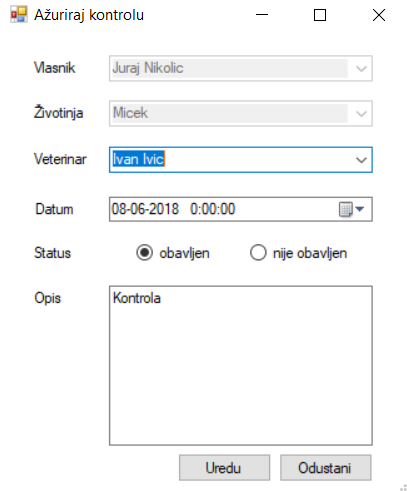 Ažuriraj kontrolu
Vlasnik Juraj Nikolic
Životinja Micek
Veterinar Ivan Ivic
Datum 08-06-2018 0:00:00
Status obavljen nije obavljen
Opis Kontrola
Uredu Odustani